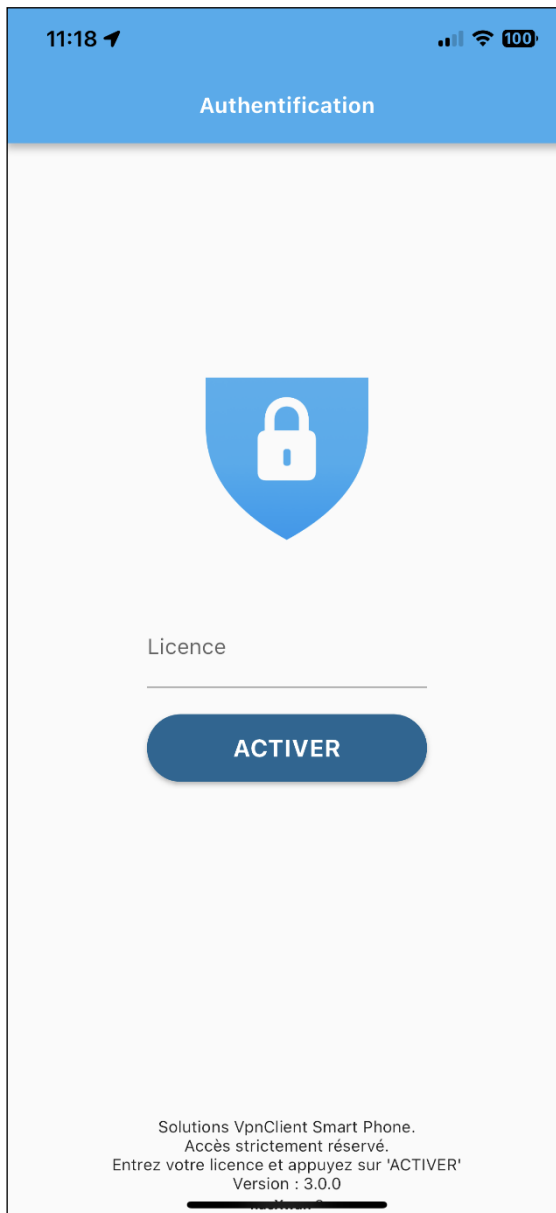 11:18
100
Authentification
Licence
ACTIVER
Solutions VpnClient Smart Phone.
Accès strictement réservé.
Entrez votre licence et appuyez sur 'ACTIVER'
Version : 3.0.0